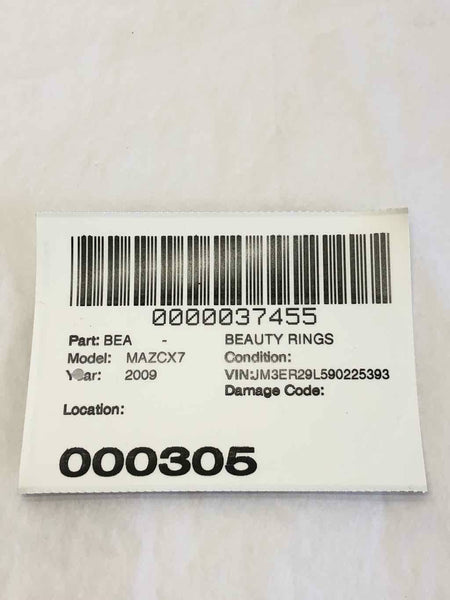 0000037455
Part: BEA - BEAUTY RINGS
Model: MAZCX7 Condition:
Year: 2009 VIN:JM3ER29L590225393
Damage Code:
Location:
000305